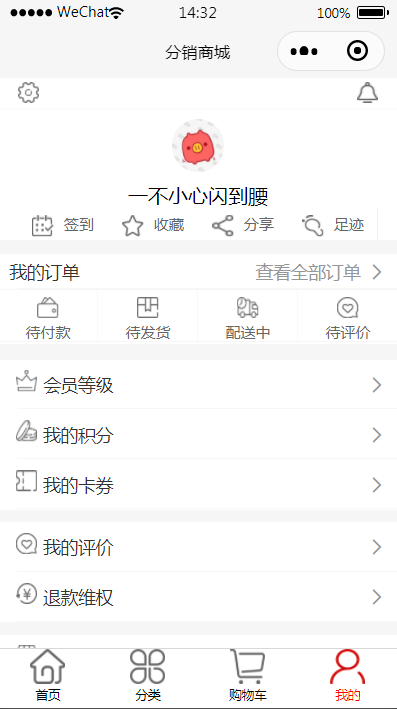 WeChat 14:32 100%
分销商城
一不小心闪到腰
签到 收藏 分享 足迹
我的订单 查看全部订单
待付款 待发货 配送中 待评价
会员等级
我的积分
我的卡券
我的评价
退款维权
首页 分类 购物车 我的